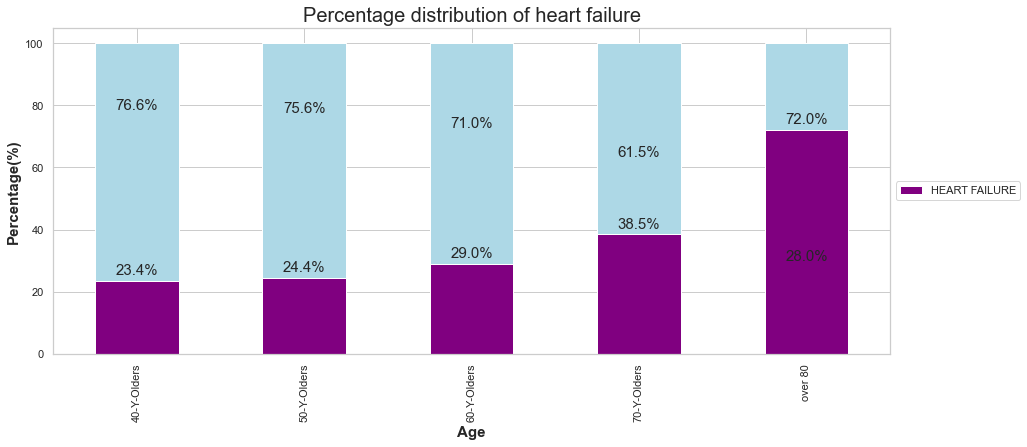 Percentage distribution of heart failure
100
80
60
40
20
0
Percentage(%)
76.6%
75.6%
71.0%
61.5%
72.0%
23.4%
24.4%
29.0%
38.5%
28.0%
HEART FAILURE
40-Y-Olders
50-Y-Olders
60-Y-Olders
70-Y-Olders
over 80
Age